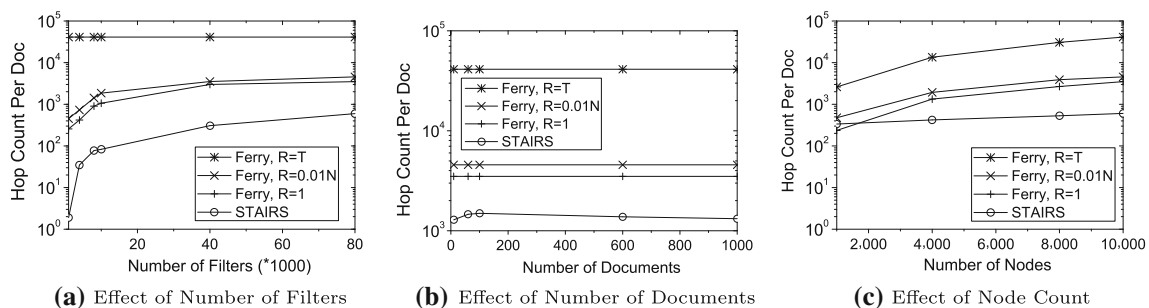 Hop Count Per Doc
10^5
10^4
10^3
10^2
10^1
10^0
Ferry, R=T
Ferry, R=0.01N
Ferry, R=1
STAIRS
20 40 60 80
Number of Filters (*1000)
(a) Effect of Number of Filters
Hop Count Per Doc
10^5
10^4
10^3
Ferry, R=T
Ferry, R=0.01N
Ferry, R=1
STAIRS
0 200 400 600 800 1000
Number of Documents
(b) Effect of Number of Documents
Hop Count Per Doc
10^5
10^4
10^3
10^2
10^1
10^0
Ferry, R=T
Ferry, R=0.01N
Ferry, R=1
STAIRS
2,000 4,000 6,000 8,000 10,000
Number of Nodes
(c) Effect of Node Count